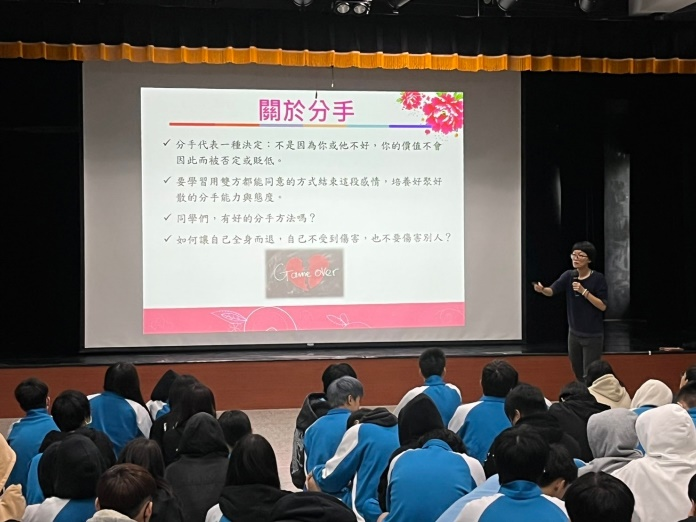 關於分手
✓ 分手代表一種決定；不是因為你或他不好，你的價值不會
因此而被否定或貶低。
✓ 要學習用雙方都能同意的方式結束這段感情，培養好聚好
散的分手能力與態度。
✓ 同學們，有好的分手方法嗎？
✓ 如何讓自己全身而退，自己不受到傷害，也不要傷害別人？
Game over